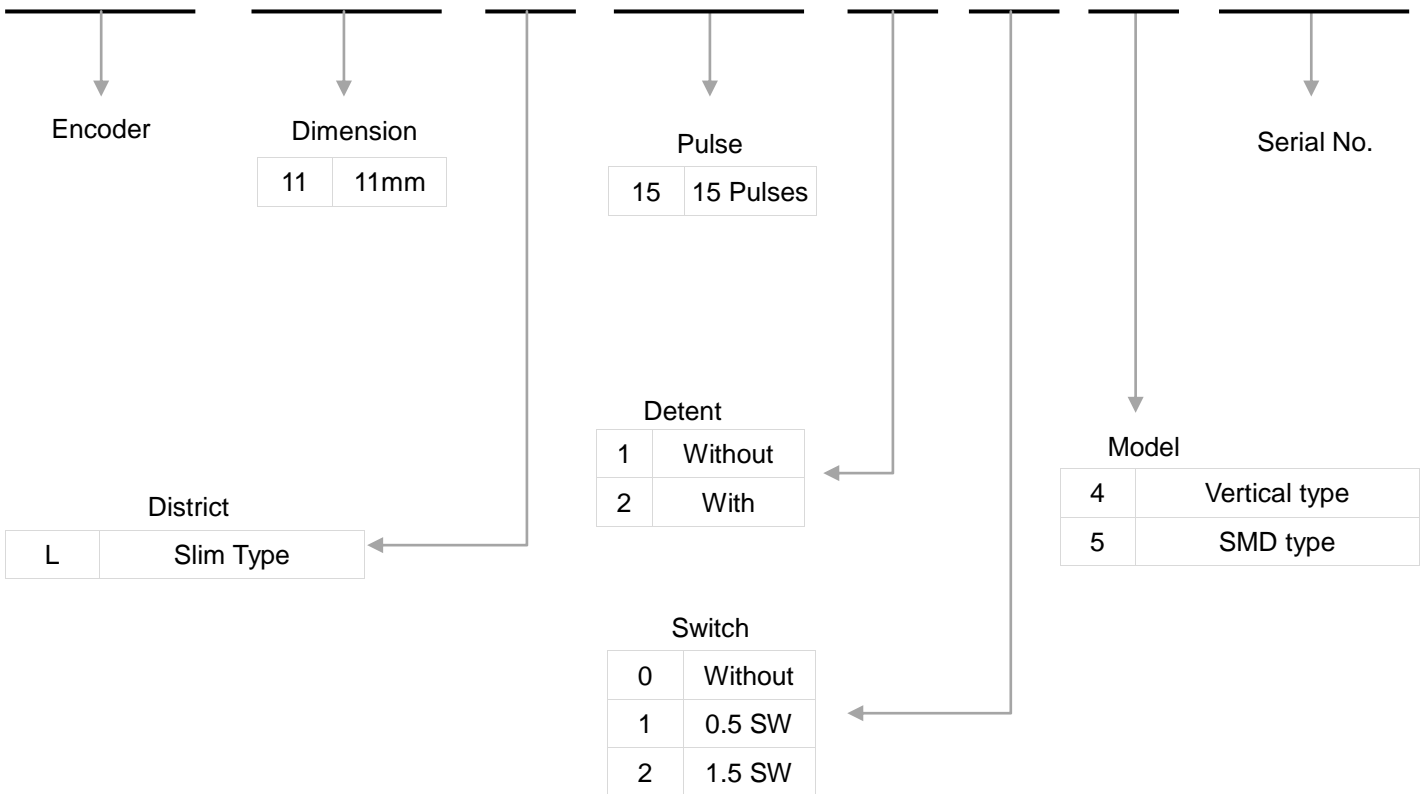 Encoder
Dimension
11 11mm
Pulse
15 15 Pulses
Serial No.
Detent
1 Without
2 With
Model
4 Vertical type
5 SMD type
District
L Slim Type
Switch
0 Without
1 0.5 SW
2 1.5 SW